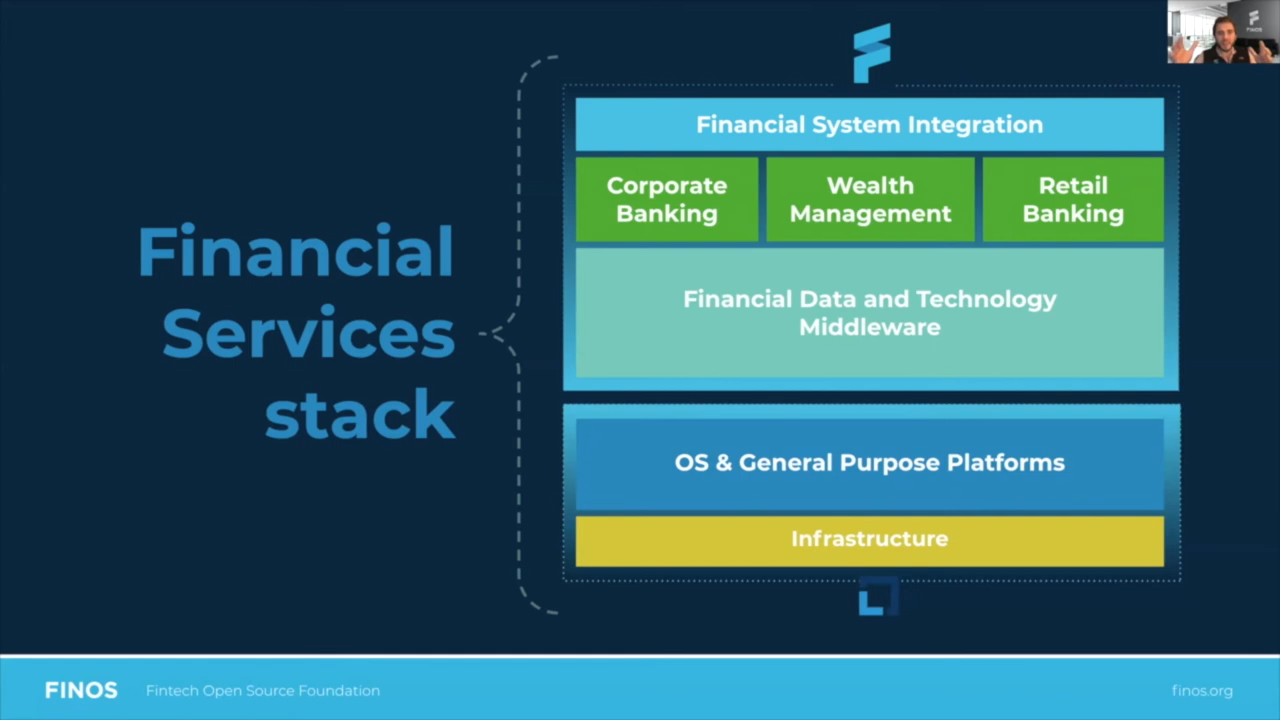 Financial
Services
stack
Financial System Integration
Corporate
Banking
Wealth
Management
Retail
Banking
Financial Data and Technology
Middleware
OS & General Purpose Platforms
Infrastructure
FINOS
FINOS
Fintech Open Source Foundation
finos.org